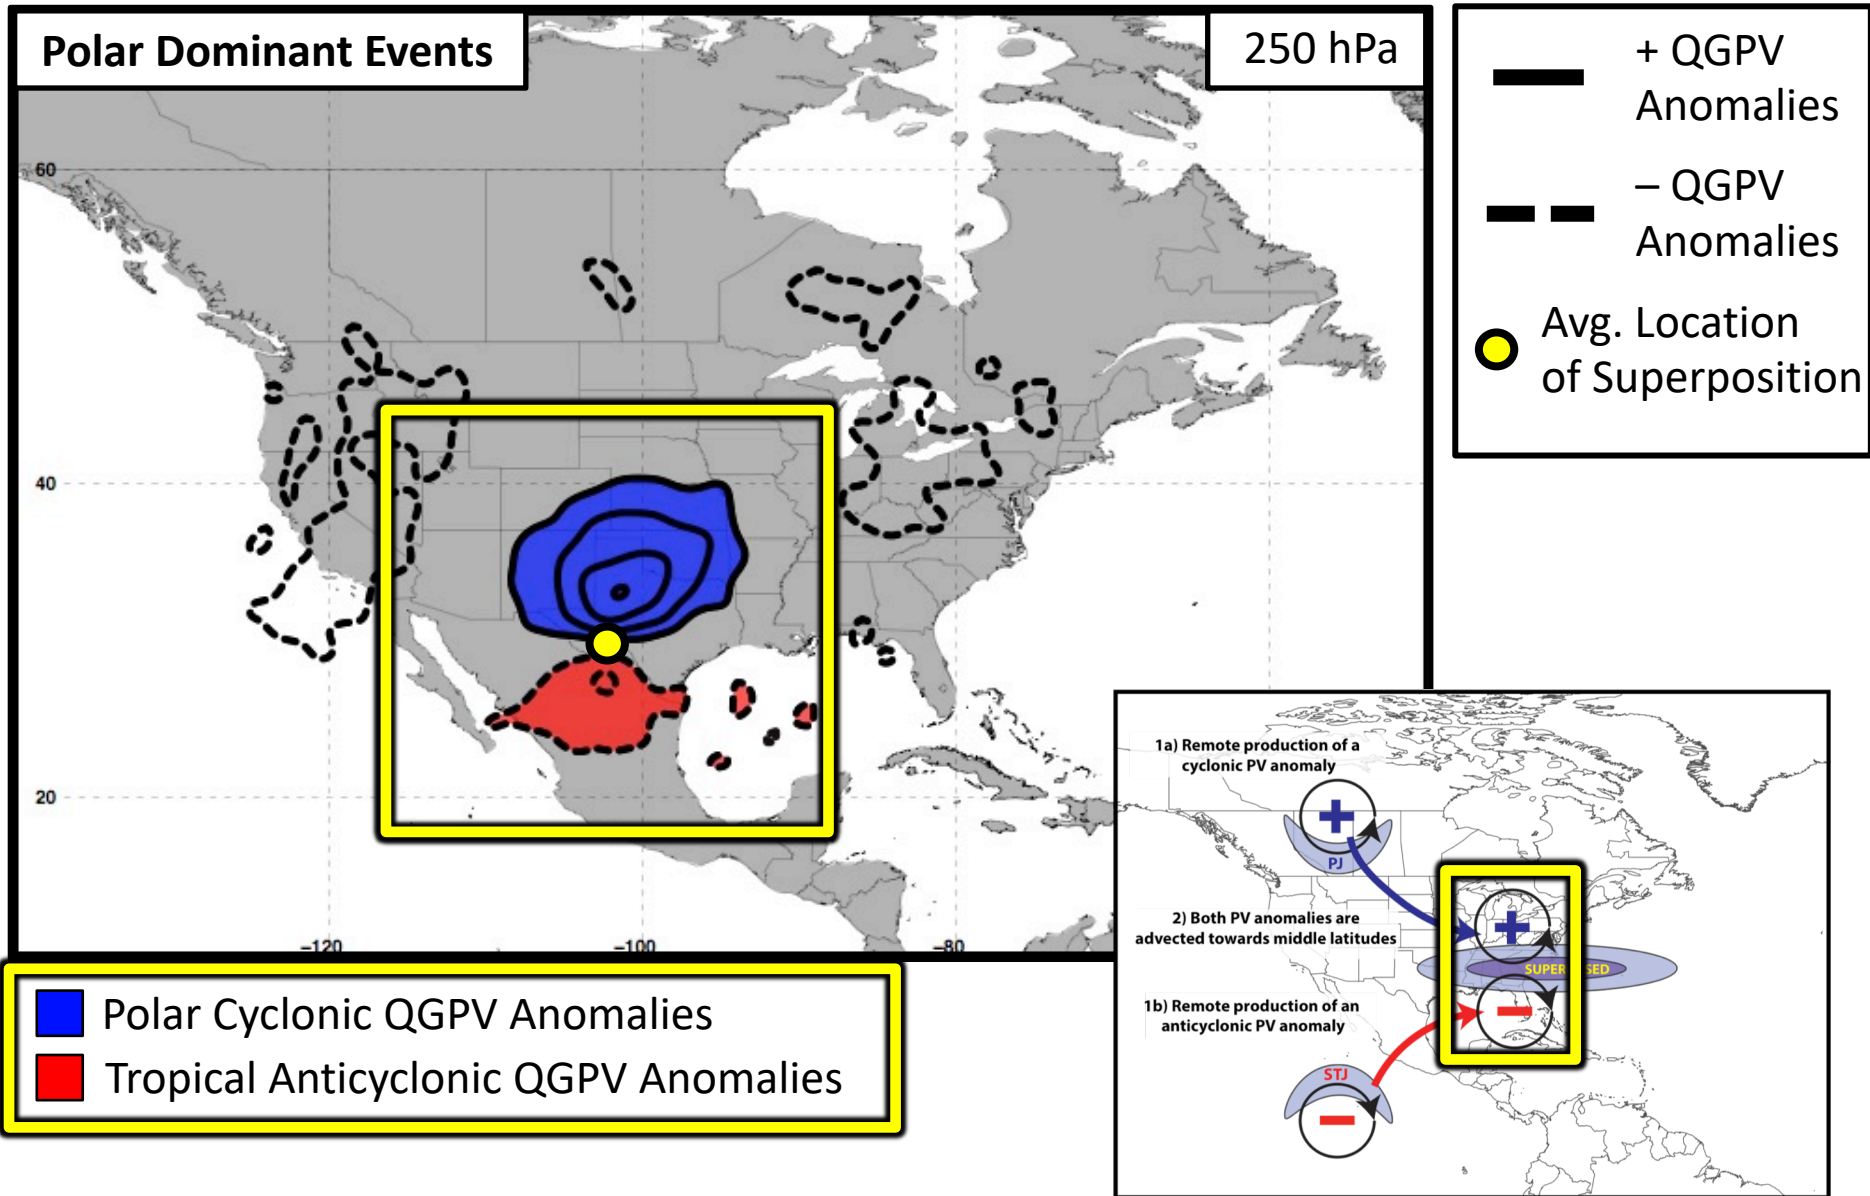 Polar Dominant Events
250 hPa
+ QGPV
Anomalies
– QGPV
Anomalies
Avg. Location
of Superposition
60
40
20
−120
−100
−80
Polar Cyclonic QGPV Anomalies
Tropical Anticyclonic QGPV Anomalies
1a) Remote production of a
cyclonic PV anomaly
+
PJ
2) Both PV anomalies are
advected towards middle latitudes
+
1b) Remote production of an
anticyclonic PV anomaly
−
STJ
−